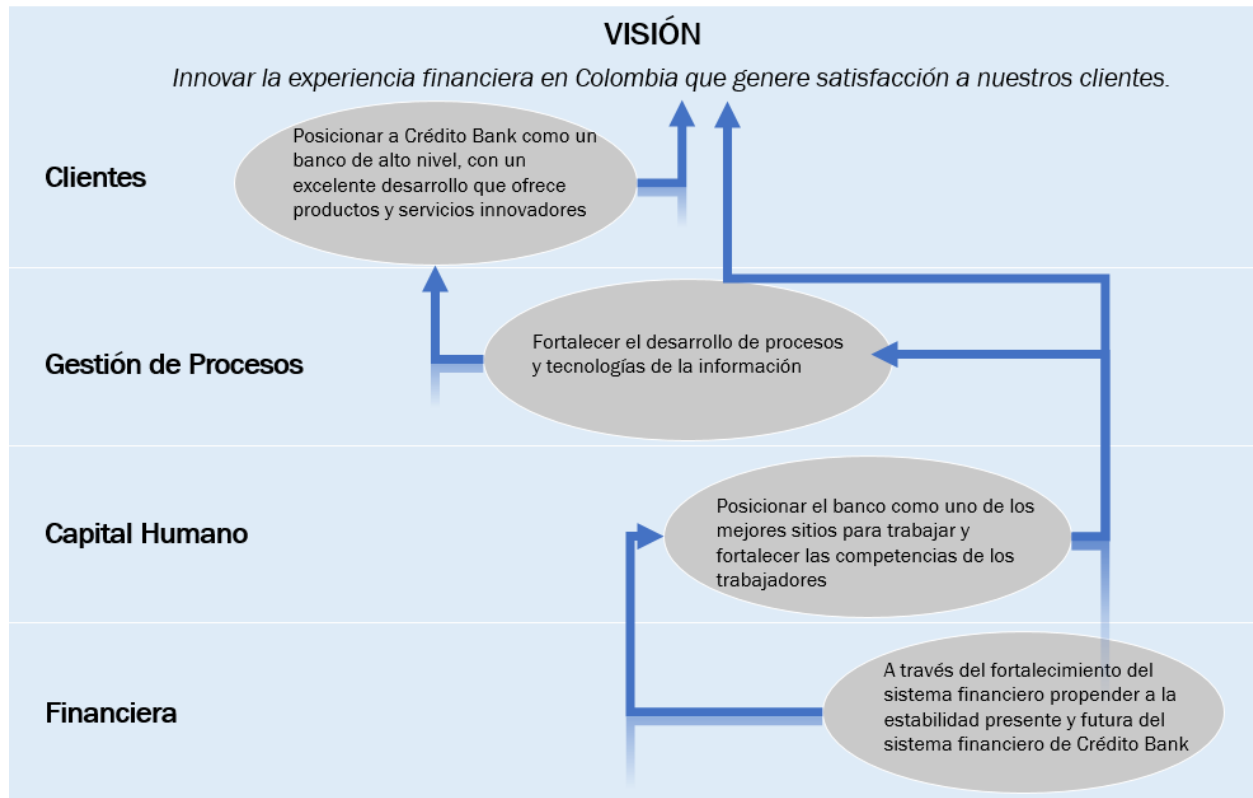 VISIÓN
Innovar la experiencia financiera en Colombia que genere satisfacción a nuestros clientes.
Clientes
Posicionar a Crédito Bank como un
banco de alto nivel, con un
excelente desarrollo que ofrece
productos y servicios innovadores
Gestión de Procesos
Fortalecer el desarrollo de procesos
y tecnologías de la información
Capital Humano
Posicionar el banco como uno de los
mejores sitios para trabajar y
fortalecer las competencias de los
trabajadores
Financiera
A través del fortalecimiento del
sistema financiero propender a la
estabilidad presente y futura del
sistema financiero de Crédito Bank